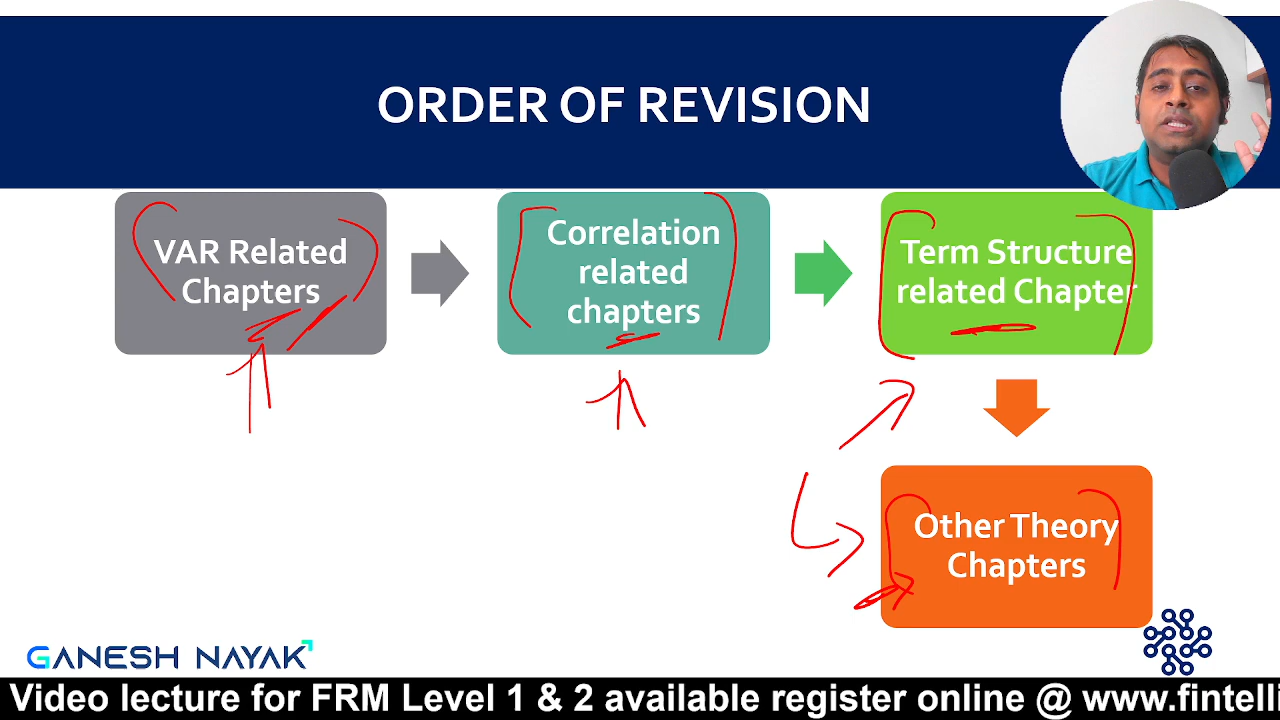 ORDER OF REVISION
VAR Related
Chapters
Correlation
related
chapters
Term Structure
related Chapter
Other Theory
Chapters
GANESH NAYAK
Video lecture for FRM Level 1 & 2 available register online @ www.fintelli